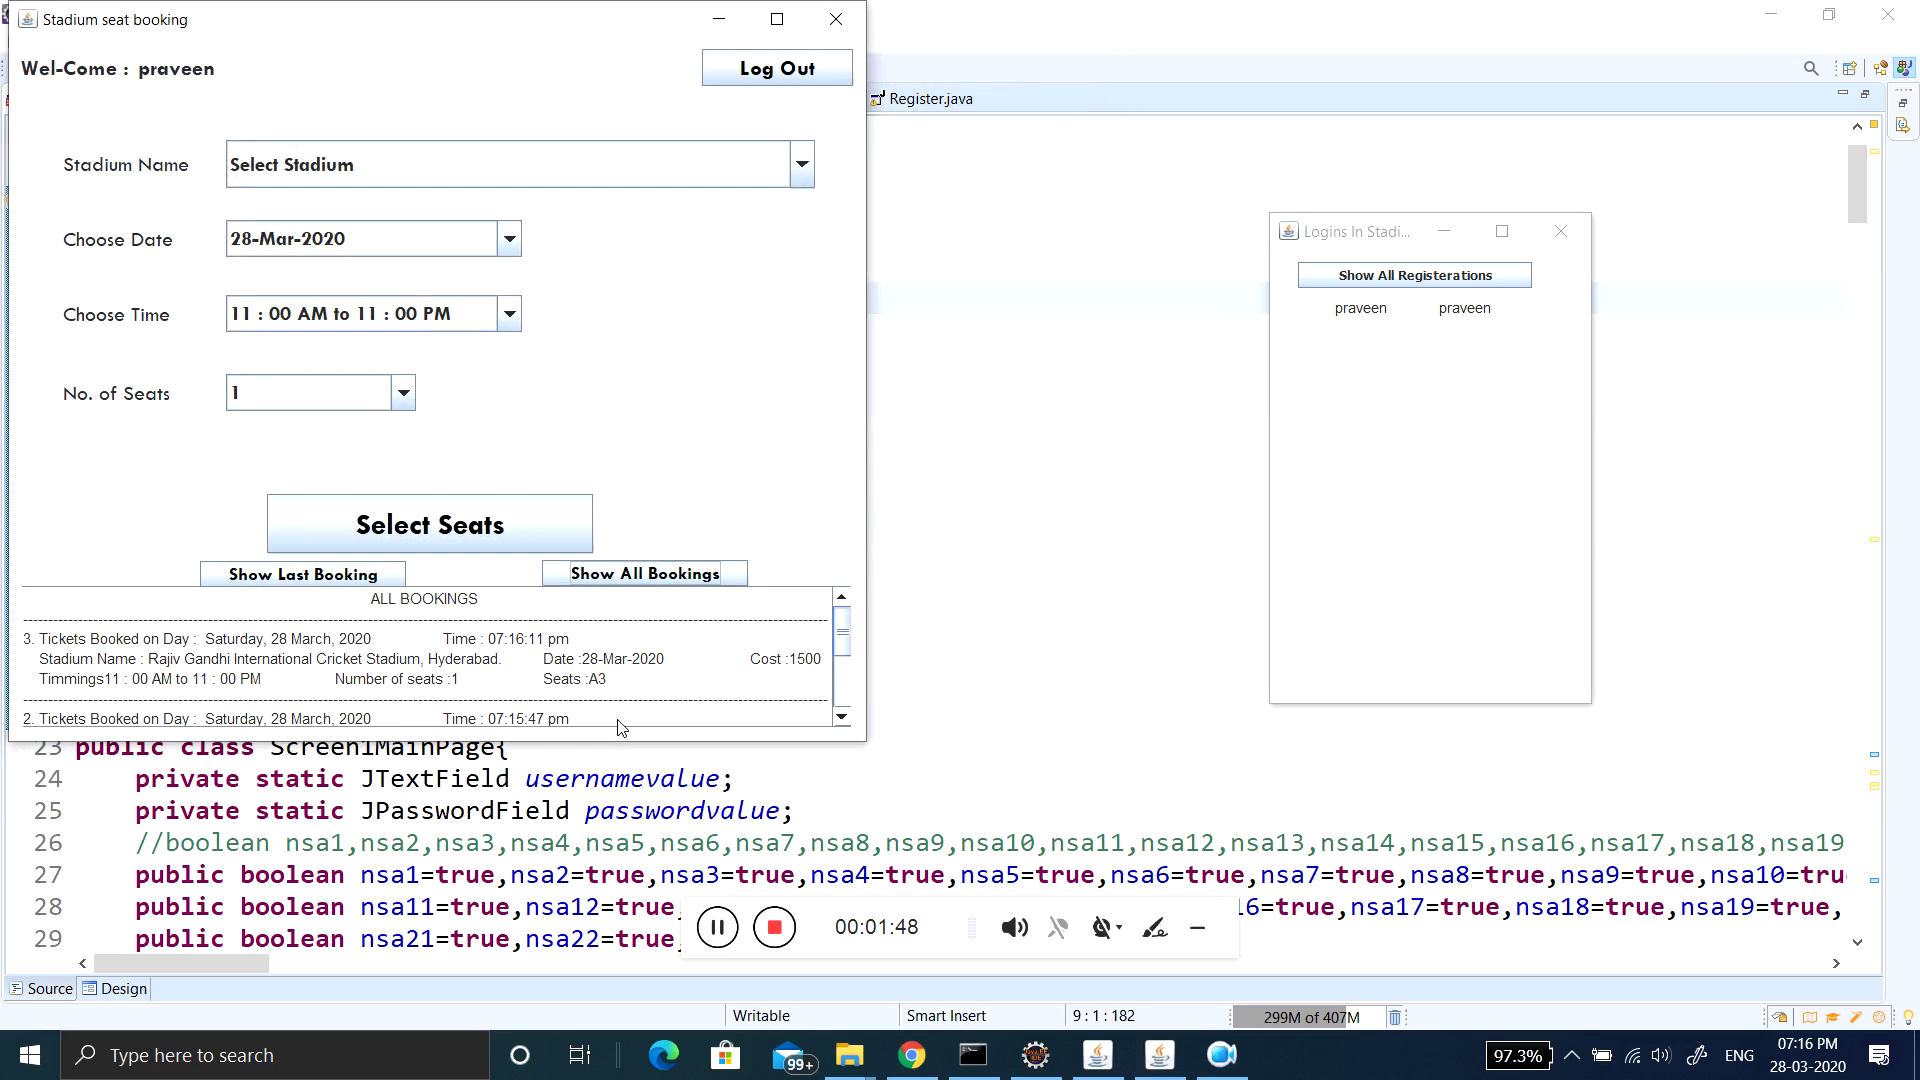 Stadium seat booking
Wel-Come : praveen
Log Out
Stadium Name
Select Stadium
Choose Date
28-Mar-2020
Choose Time
11 : 00 AM to 11 : 00 PM
No. of Seats
1
Select Seats
Show Last Booking
Show All Bookings
ALL BOOKINGS
3. Tickets Booked on Day : Saturday, 28 March, 2020 Time : 07:16:11 pm
Stadium Name : Rajiv Gandhi International Cricket Stadium, Hyderabad. Date :28-Mar-2020 Cost :1500
Timmings11 : 00 AM to 11 : 00 PM Number of seats :1 Seats :A3
2. Tickets Booked on Day : Saturday, 28 March, 2020 Time : 07:15:47 pm
Register.java
Logins In Stadi...
Show All Registerations
praveen praveen
23 public class Screen1MainPage{
24 private static JTextField usernamevalue;
25 private static JPasswordField passwordvalue;
26 //boolean nsa1,nsa2,nsa3,nsa4,nsa5,nsa6,nsa7,nsa8,nsa9,nsa10,nsa11,nsa12,nsa13,nsa14,nsa15,nsa16,nsa17,nsa18,nsa19
27 public boolean nsa1=true,nsa2=true,nsa3=true,nsa4=true,nsa5=true,nsa6=true,nsa7=true,nsa8=true,nsa9=true,nsa10=tru
28 public boolean nsa11=true,nsa12=true, 16=true,nsa17=true,nsa18=true,nsa19=true,
29 public boolean nsa21=true,nsa22=true,
00:01:48
Source Design
Writable Smart Insert 9 : 1 : 182 299M of 407M
Type here to search
99+
97.3%
ENG
07:16 PM
28-03-2020